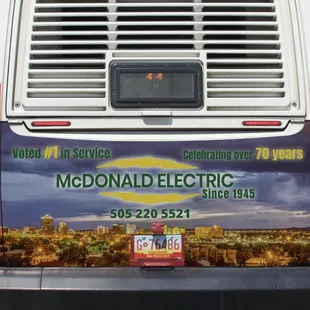 44
Voted #1 in Service
Celebrating over 70 years
McDONALD ELECTRIC
Since 1945
505 220 5521
G 76486